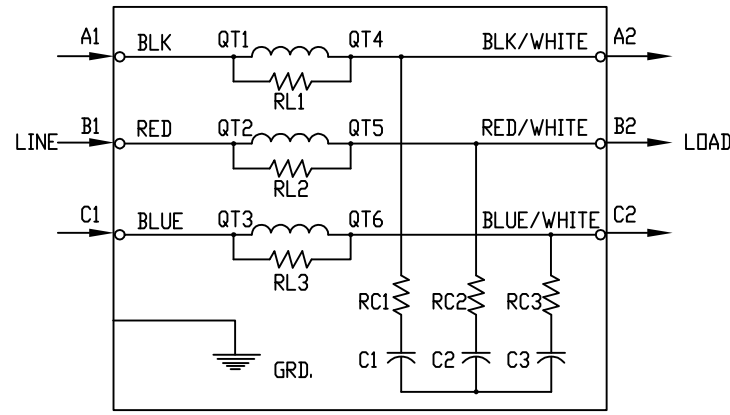 A1 BLK QT1 QT4 BLK/WHITE A2
RL1
LINE B1 RED QT2 QT5 RED/WHITE B2 LOAD
RL2
C1 BLUE QT3 QT6 BLUE/WHITE C2
RL3
RC1 RC2 RC3
C1 C2 C3
GRD.